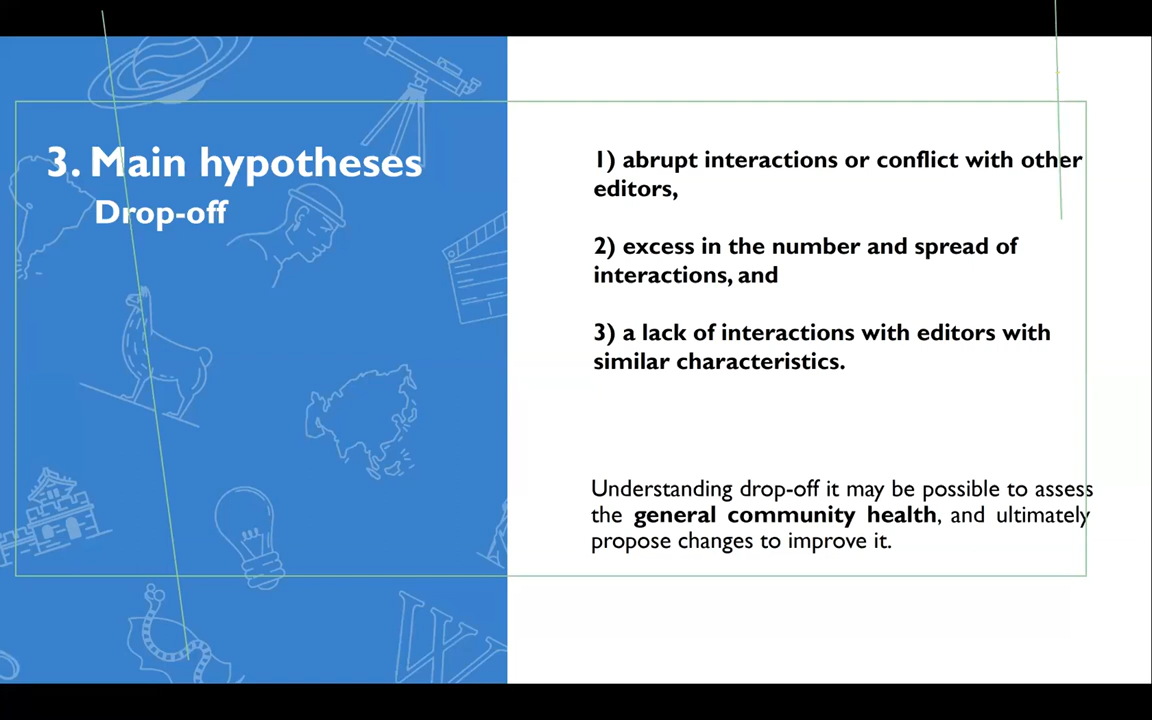 3. Main hypotheses
Drop-off
1) abrupt interactions or conflict with other
editors,
2) excess in the number and spread of
interactions, and
3) a lack of interactions with editors with
similar characteristics.
Understanding drop-off it may be possible to assess
the general community health, and ultimately
propose changes to improve it.
W